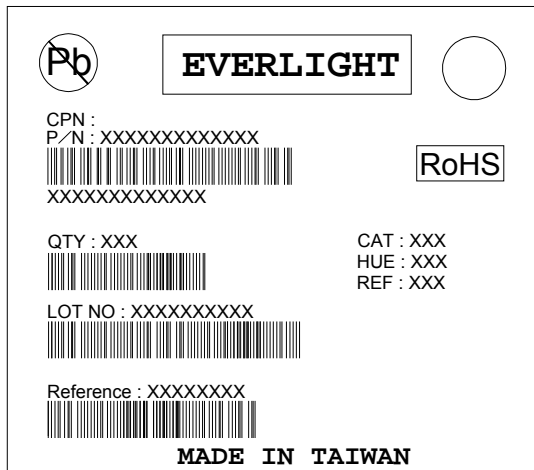 Pb
EVERLIGHT
CPN :
P/N : XXXXXXXXXXXXX
RoHS
XXXXXXXXXXXXX
QTY : XXX
CAT : XXX
HUE : XXX
REF : XXX
LOT NO : XXXXXXXXXX
Reference : XXXXXXXX
MADE IN TAIWAN